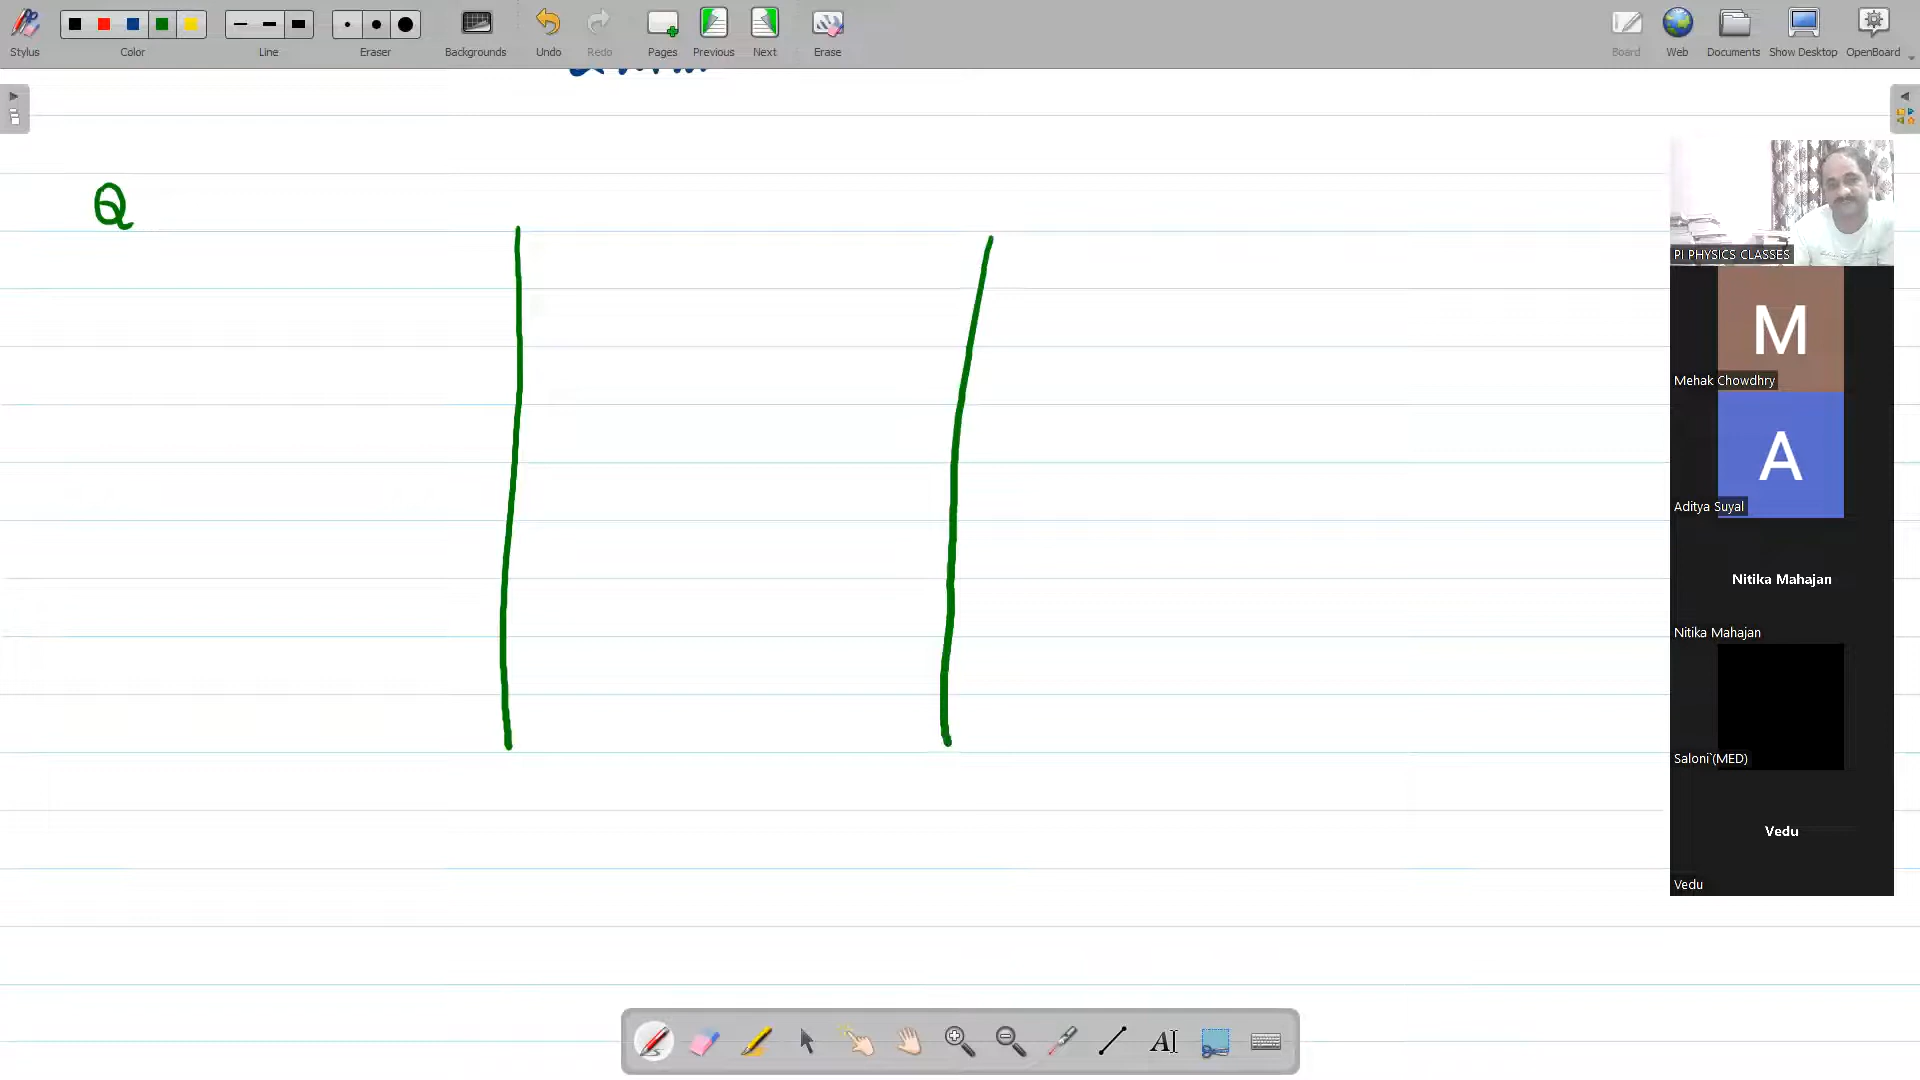 Stylus
Color
Line
Eraser
Backgrounds
Undo
Redo
Pages
Previous
Next
Erase
Board
Web
Documents
Show Desktop
OpenBoard
Q
PI PHYSICS CLASSES
M
Mehak Chowdhry
A
Aditya Suyal
Nitika Mahajan
Nitika Mahajan
Saloni`(MED)
Vedu
Vedu